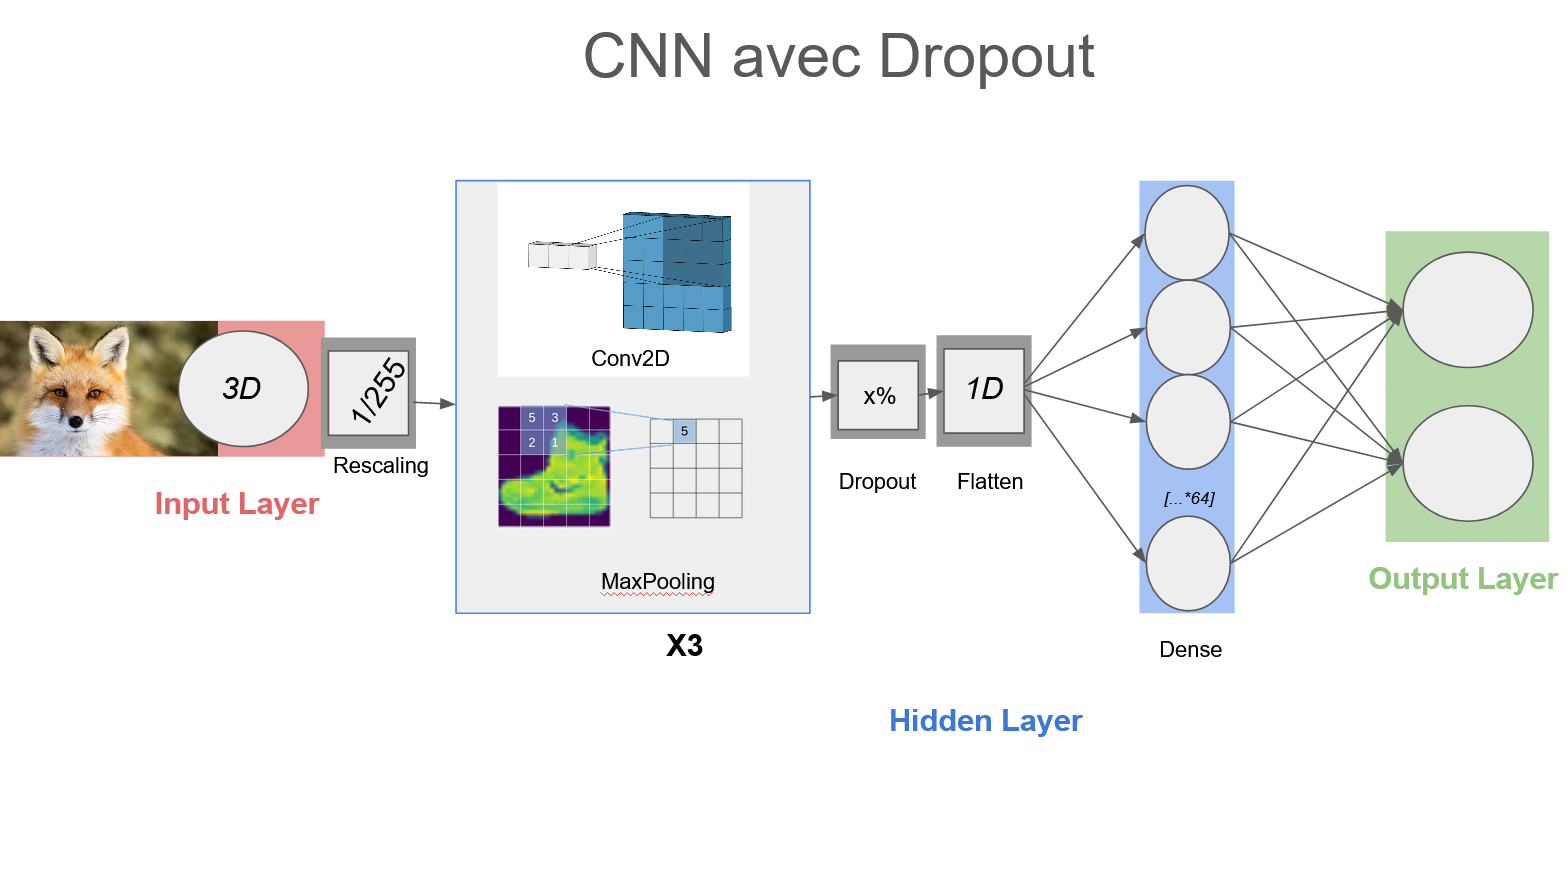 CNN avec Dropout
3D
1/255
Rescaling
Input Layer
Conv2D
5 3
2 1
5
MaxPooling
X3
x%
Dropout
1D
Flatten
[...*64]
Dense
Hidden Layer
Output Layer